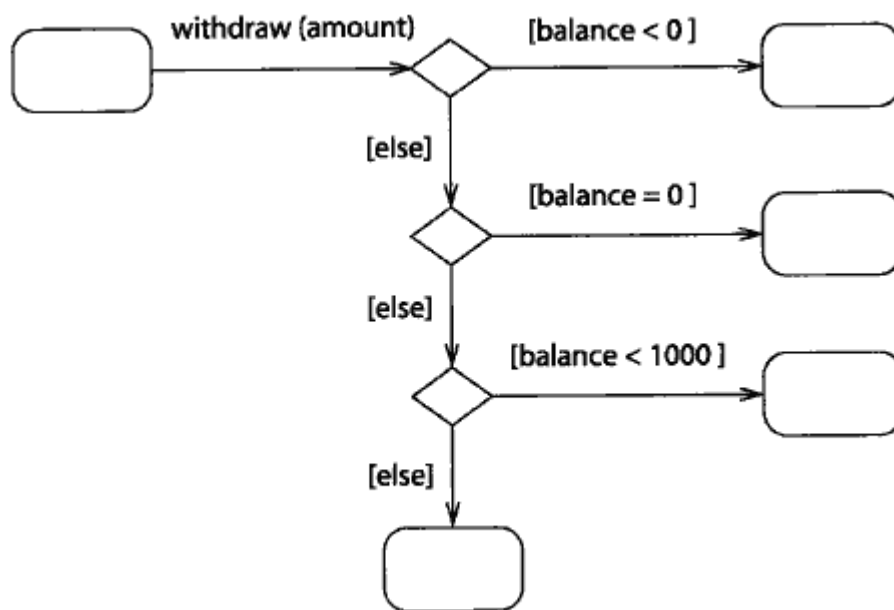 withdraw (amount)
[balance < 0 ]
[else]
[balance = 0 ]
[else]
[balance < 1000 ]
[else]